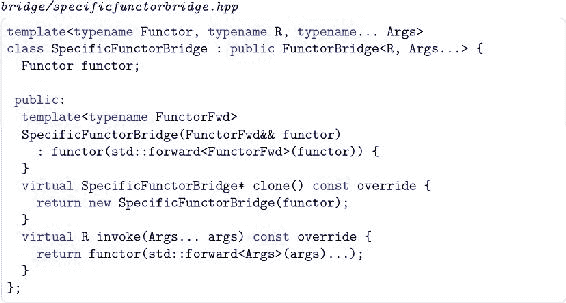 bridge/specificfunctorbridge.hpp
template<typename Functor, typename R, typename... Args>
class SpecificFunctorBridge : public FunctorBridge<R, Args...> {
  Functor functor;

 public:
  template<typename FunctorFwd>
  SpecificFunctorBridge(FunctorFwd&& functor)
    : functor(std::forward<FunctorFwd>(functor)) {
  }
  virtual SpecificFunctorBridge* clone() const override {
    return new SpecificFunctorBridge(functor);
  }
  virtual R invoke(Args... args) const override {
    return functor(std::forward<Args>(args)...);
  }
};